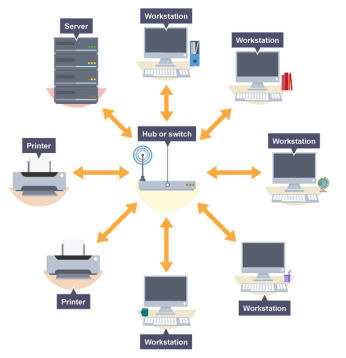 Workstation
Server
Workstation
Hub or switch
Workstation
Printer
Printer
Workstation
Workstation